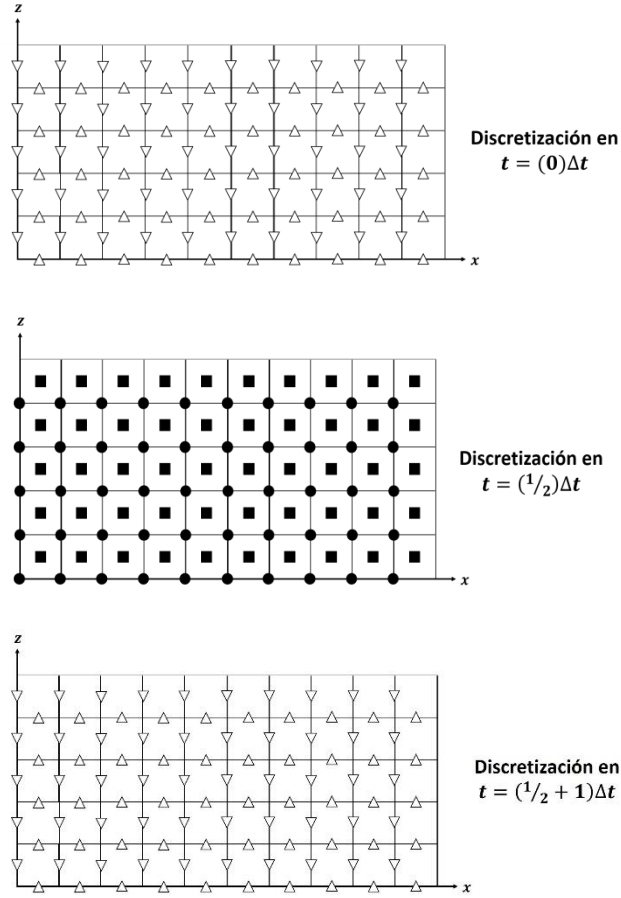 z
Discretización en
t = (0)Δt
x
z
Discretización en
t = (1/2)Δt
x
z
Discretización en
t = (1/2 + 1)Δt
x